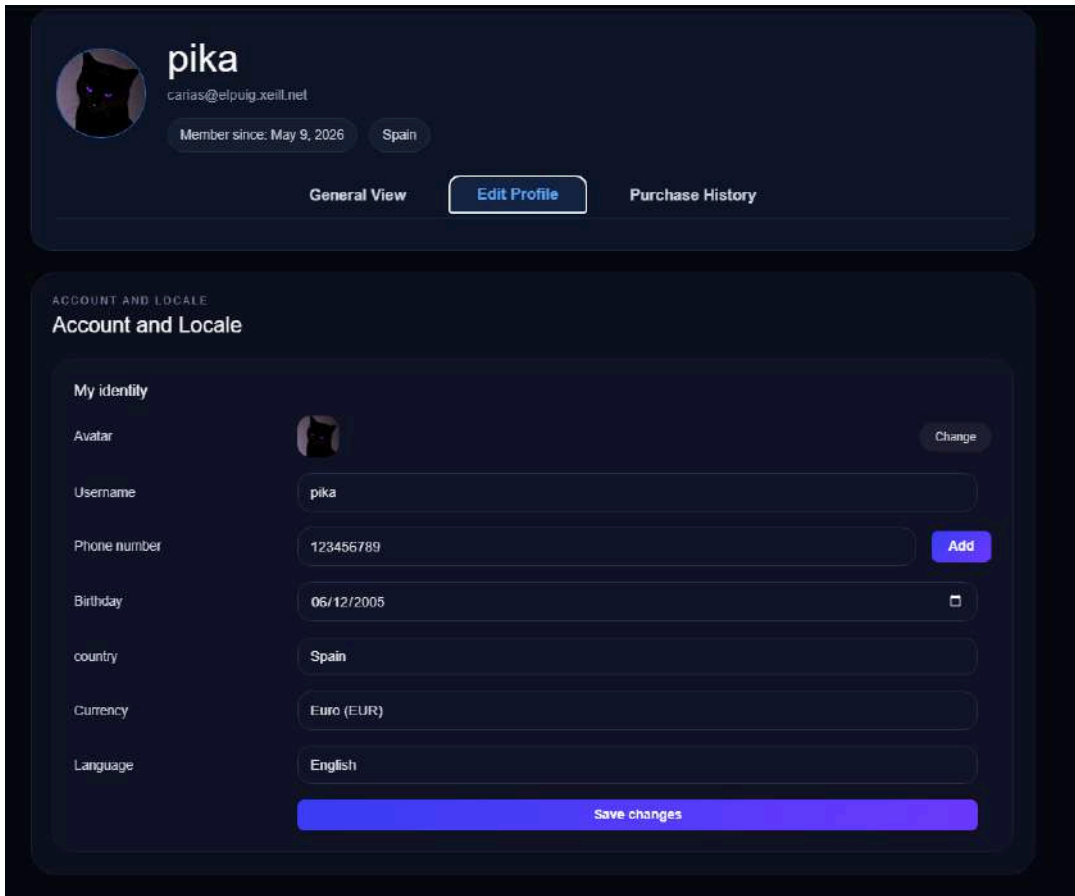 pika
carias@elpuig.xeill.net
Member since: May 9, 2026 Spain
General View Edit Profile Purchase History
ACCOUNT AND LOCALE
Account and Locale
My identity
Avatar Change
Username pika
Phone number 123456789 Add
Birthday 06/12/2005
country Spain
Currency Euro (EUR)
Language English
Save changes